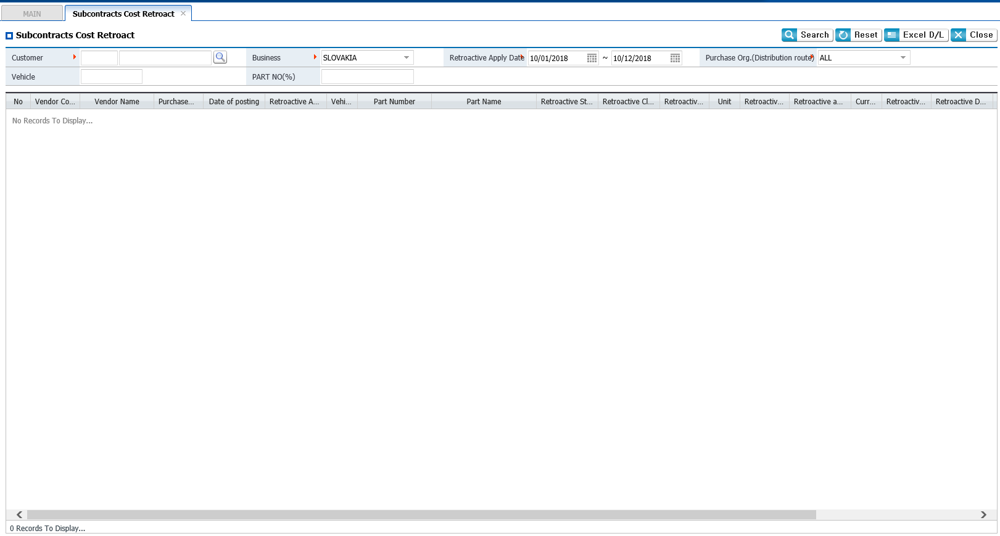 MAIN
Subcontracts Cost Retroact
Subcontracts Cost Retroact
Search Reset Excel D/L Close
Customer Business SLOVAKIA Retroactive Apply Date 10/01/2018 ~ 10/12/2018 Purchase Org.(Distribution route) ALL
Vehicle PART NO(%)
No Vendor Co... Vendor Name Purchase... Date of posting Retroactive A... Vehi... Part Number Part Name Retroactive St... Retroactive Cl... Retroactiv... Unit Retroactiv... Retroactive a... Curr... Retroactiv... Retroactive D...
No Records To Display...
0 Records To Display...